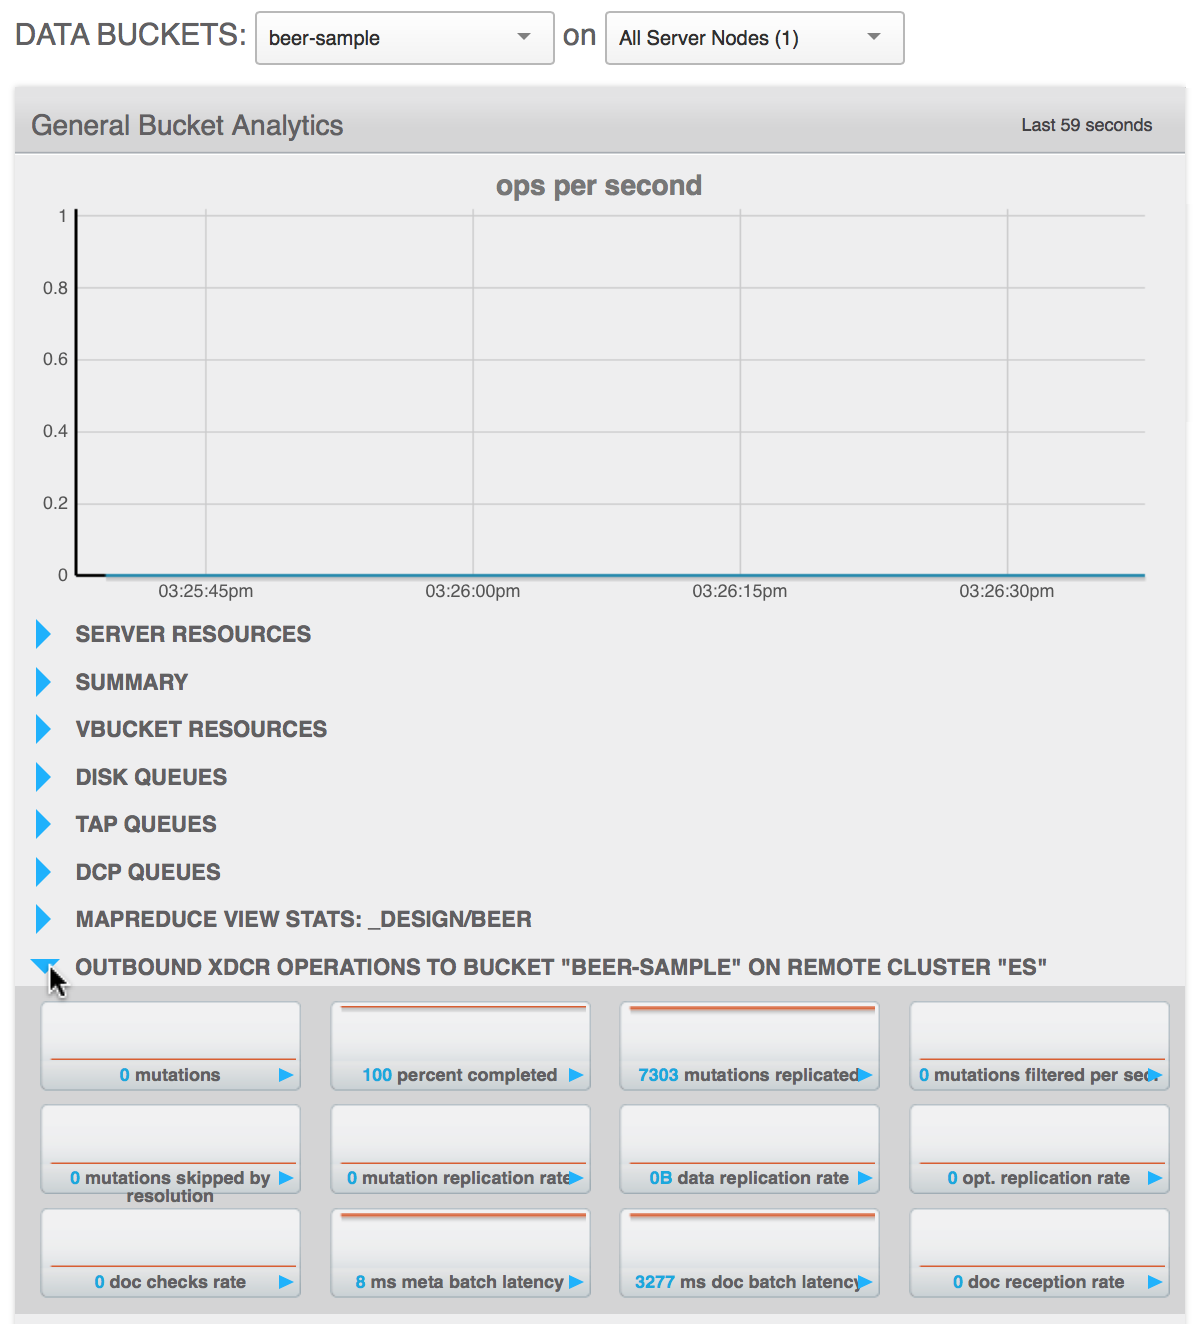 DATA BUCKETS: beer-sample on All Server Nodes (1)
General Bucket Analytics Last 59 seconds
ops per second
1
0.8
0.6
0.4
0.2
0
03:25:45pm 03:26:00pm 03:26:15pm 03:26:30pm
SERVER RESOURCES
SUMMARY
VBUCKET RESOURCES
DISK QUEUES
TAP QUEUES
DCP QUEUES
MAPREDUCE VIEW STATS: _DESIGN/BEER
OUTBOUND XDCR OPERATIONS TO BUCKET "BEER-SAMPLE" ON REMOTE CLUSTER "ES"
0 mutations
100 percent completed
7303 mutations replicated
0 mutations filtered per sec.
0 mutations skipped by
resolution
0 mutation replication rate
0B data replication rate
0 opt. replication rate
0 doc checks rate
8 ms meta batch latency
3277 ms doc batch latency
0 doc reception rate